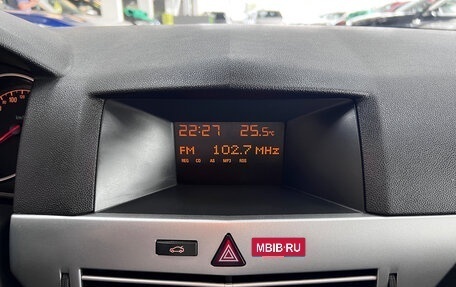 22:27 25.5°C
FM 102.7 MHz
REG CD AS MP3 RDS
MBIB·RU